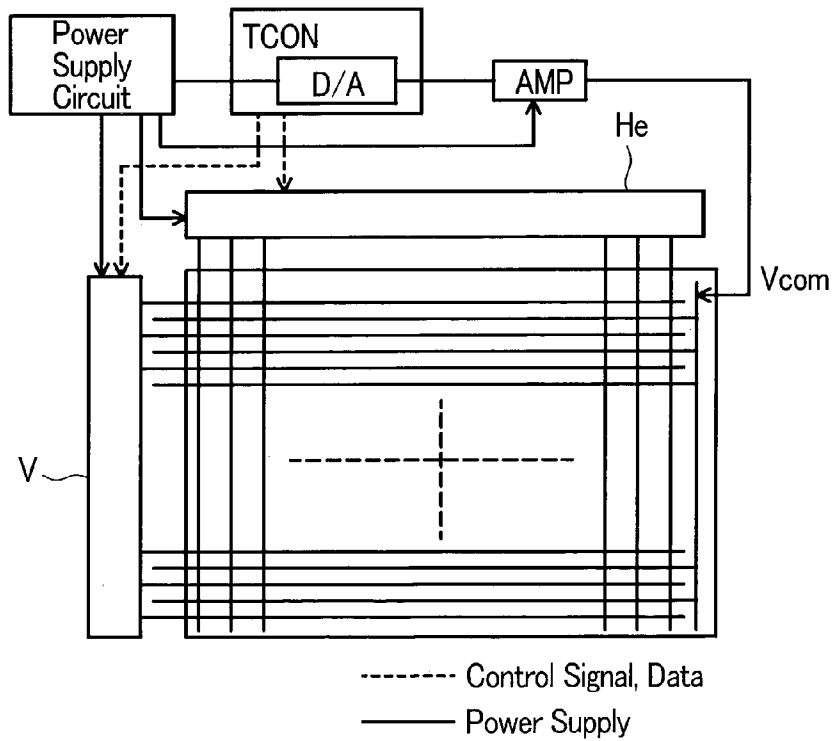 Power
Supply
Circuit
TCON
D/A
AMP
He
Vcom
V
Control Signal, Data
Power Supply